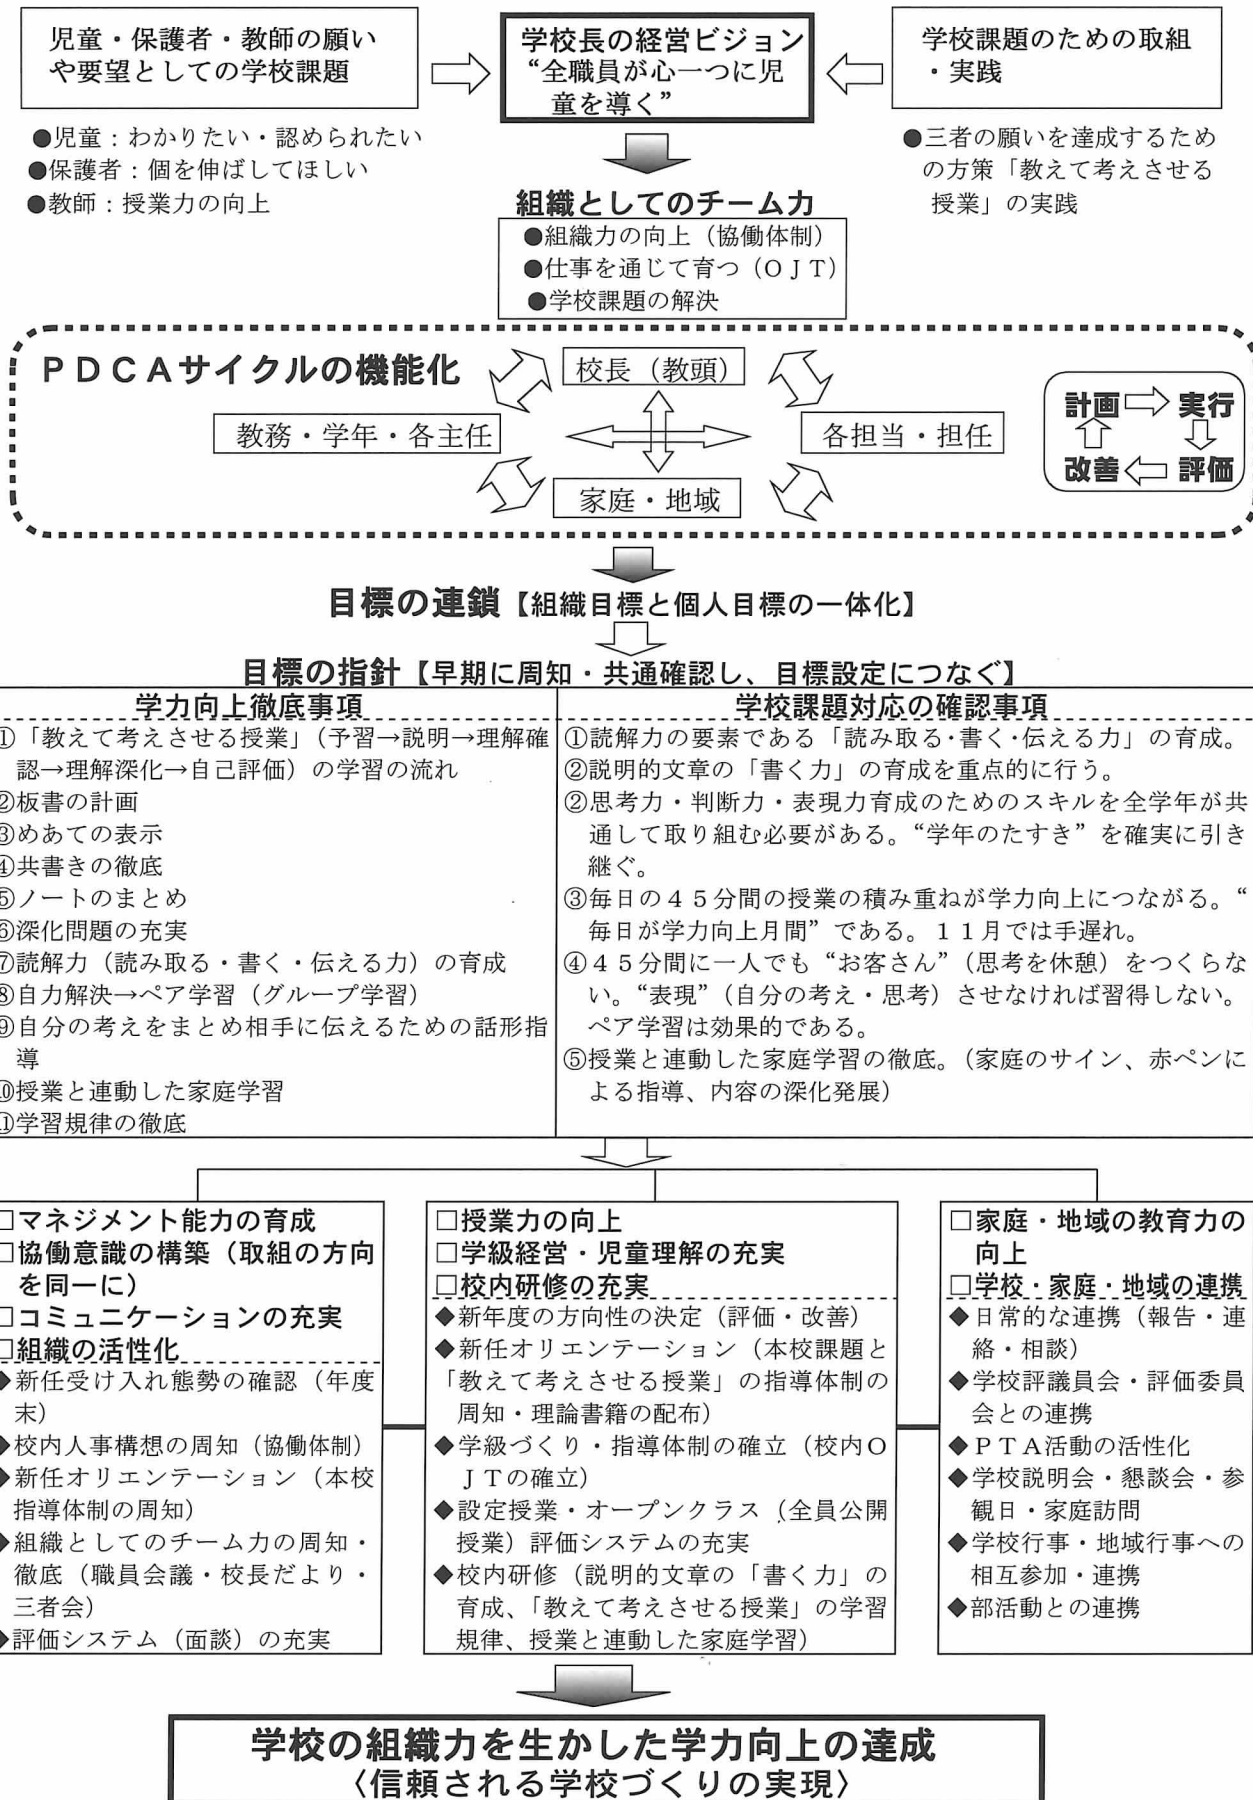 児童・保護者・教師の願い
や要望としての学校課題
学校長の経営ビジョン
“全職員が心一つに児
童を導く”
学校課題のための取組
・実践
●児童：わかりたい・認められたい
●保護者：個を伸ばしてほしい
●教師：授業力の向上
●三者の願いを達成するため
の方策「教えて考えさせる
授業」の実践
組織としてのチーム力
●組織力の向上（協働体制）
●仕事を通じて育つ（ＯＪＴ）
●学校課題の解決
ＰＤＣＡサイクルの機能化
校長（教頭）
教務・学年・各主任
各担当・担任
家庭・地域
計画 実行
改善 評価
目標の連鎖【組織目標と個人目標の一体化】
目標の指針【早期に周知・共通確認し、目標設定につなぐ】
学力向上徹底事項
①「教えて考えさせる授業」（予習→説明→理解確
認→理解深化→自己評価）の学習の流れ
②板書の計画
③めあての表示
④共書きの徹底
⑤ノートのまとめ
⑥深化問題の充実
⑦読解力（読み取る・書く・伝える力）の育成
⑧自力解決→ペア学習（グループ学習）
⑨自分の考えをまとめ相手に伝えるための話形指
導
⑩授業と連動した家庭学習
⑪学習規律の徹底
学校課題対応の確認事項
①読解力の要素である「読み取る・書く・伝える力」の育成。
②説明的文章の「書く力」の育成を重点的に行う。
②思考力・判断力・表現力育成のためのスキルを全学年が共
通して取り組む必要がある。“学年のたすき”を確実に引き
継ぐ。
③毎日の４５分間の授業の積み重ねが学力向上につながる。“
毎日が学力向上月間”である。１１月では手遅れ。
④４５分間に一人でも“お客さん”（思考を休憩）をつくらな
い。“表現”（自分の考え・思考）させなければ習得しない。
ペア学習は効果的である。
⑤授業と連動した家庭学習の徹底。（家庭のサイン、赤ペンに
よる指導、内容の深化発展）
□マネジメント能力の育成
□協働意識の構築（取組の方向
を同一に）
□コミュニケーションの充実
□組織の活性化
◆新任受け入れ態勢の確認（年度
末）
◆校内人事構想の周知（協働体制）
◆新任オリエンテーション（本校
指導体制の周知）
◆組織としてのチーム力の周知・
徹底（職員会議・校長だより・
三者会）
◆評価システム（面談）の充実
□授業力の向上
□学級経営・児童理解の充実
□校内研修の充実
◆新年度の方向性の決定（評価・改善）
◆新任オリエンテーション（本校課題と
「教えて考えさせる授業」の指導体制の
周知・理論書籍の配布）
◆学級づくり・指導体制の確立（校内Ｏ
ＪＴの確立）
◆設定授業・オープンクラス（全員公開
授業）評価システムの充実
◆校内研修（説明的文章の「書く力」の
育成、「教えて考えさせる授業」の学習
規律、授業と連動した家庭学習）
□家庭・地域の教育力の
向上
□学校・家庭・地域の連携
◆日常的な連携（報告・連
絡・相談）
◆学校評議員会・評価委員
会との連携
◆ＰＴＡ活動の活性化
◆学校説明会・懇談会・参
観日・家庭訪問
◆学校行事・地域行事への
相互参加・連携
◆部活動との連携
学校の組織力を生かした学力向上の達成
〈信頼される学校づくりの実現〉